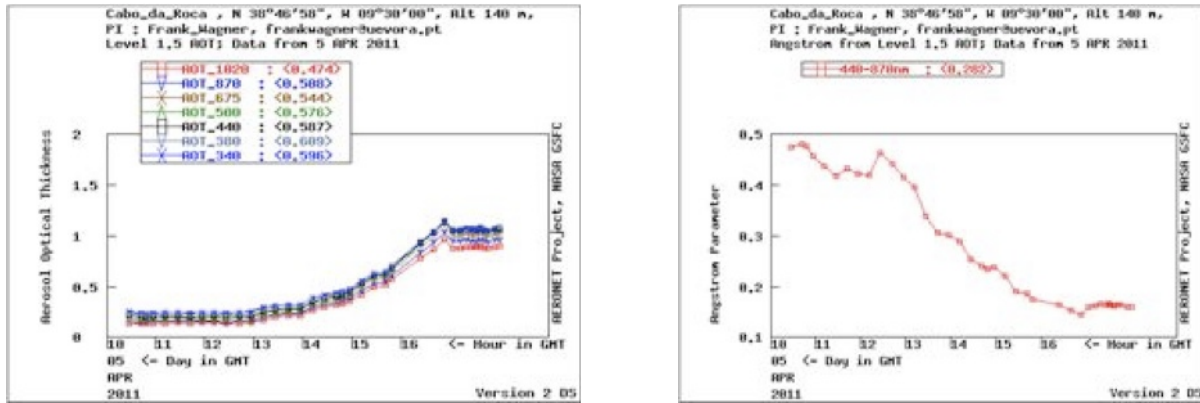 Cabo_da_Roca , N 38°46'58", W 09°30'00", Alt 140 m,
PI : Frank_Wagner, frankwagner@uevora.pt
Level 1.5 AOT; Data from 5 APR 2011
AOT_1020 : <0.474>
AOT_870 : <0.508>
AOT_675 : <0.544>
AOT_500 : <0.576>
AOT_440 : <0.587>
AOT_380 : <0.609>
AOT_340 : <0.596>
Aerosol Optical Thickness
2
1.5
1
0.5
0
10 11 12 13 14 15 16 <- Hour in GMT
05 <- Day in GMT
APR
2011
Version 2 DS
AERONET Project, NASA GSFC
Cabo_da_Roca , N 38°46'58", W 09°30'00", Alt 140 m,
PI : Frank_Wagner, frankwagner@uevora.pt
Angstrom from Level 1.5 AOT; Data from 5 APR 2011
440-870nm : <0.282>
Angstrom Parameter
0.5
0.4
0.3
0.2
0.1
10 11 12 13 14 15 16 <- Hour in GMT
05 <- Day in GMT
APR
2011
Version 2 DS
AERONET Project, NASA GSFC